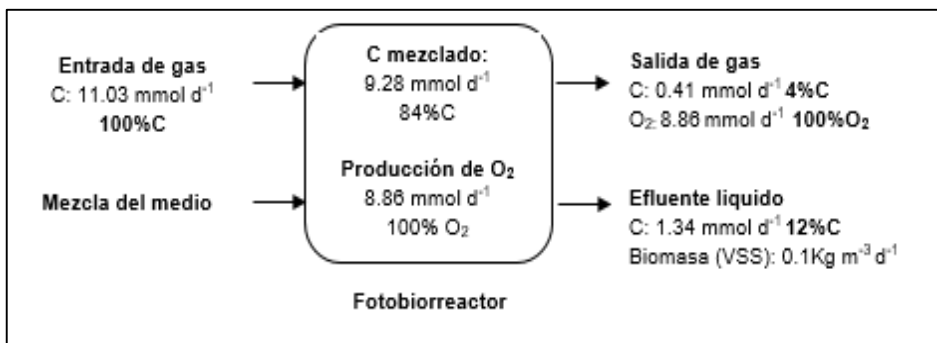 Entrada de gas
C: 11.03 mmol d⁻¹
100%C
Mezcla del medio
C mezclado:
9.28 mmol d⁻¹
84%C
Producción de O₂
8.86 mmol d⁻¹
100% O₂
Fotobiorreactor
Salida de gas
C: 0.41 mmol d⁻¹ 4%C
O₂: 8.86 mmol d⁻¹ 100%O₂
Efluente liquido
C: 1.34 mmol d⁻¹ 12%C
Biomasa (VSS): 0.1Kg m⁻³ d⁻¹